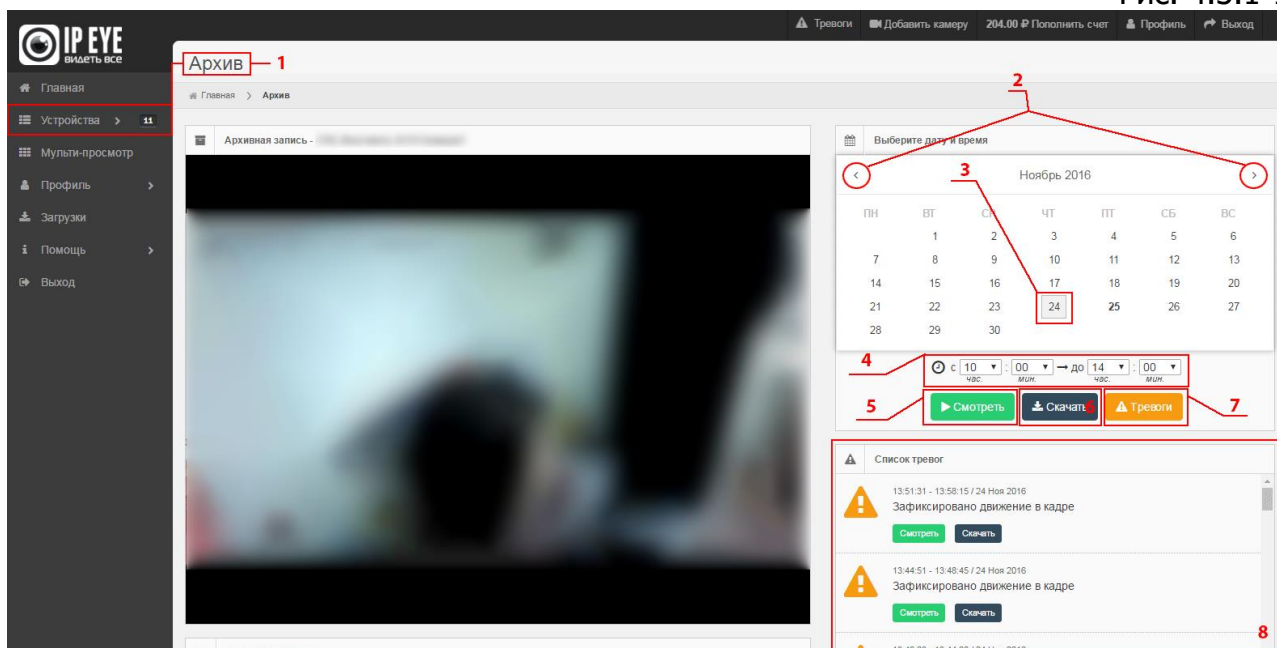 Рис. 4.3.1
IP EYE
видеть все
Тревоги Добавить камеру 204.00 ₽ Пополнить счет Профиль Выход
Архив 1
Главная > Архив
Главная
Устройства > 11
Мульти-просмотр
Профиль >
Загрузки
Помощь >
Выход
Архивная запись -
2
Выберите дату и время
3
< Ноябрь 2016 >
ПН ВТ СР ЧТ ПТ СБ ВС
1 2 3 4 5 6
7 8 9 10 11 12 13
14 15 16 17 18 19 20
21 22 23 24 25 26 27
28 29 30
4
с 10 : 00 → до 14 : 00
час. мин. час. мин.
5 Смотреть Скачать 6 Тревоги 7
Список тревог
13:51:31 - 13:58:15 / 24 Ноя 2016
Зафиксировано движение в кадре
Смотреть Скачать
13:44:51 - 13:48:45 / 24 Ноя 2016
Зафиксировано движение в кадре
Смотреть Скачать
8